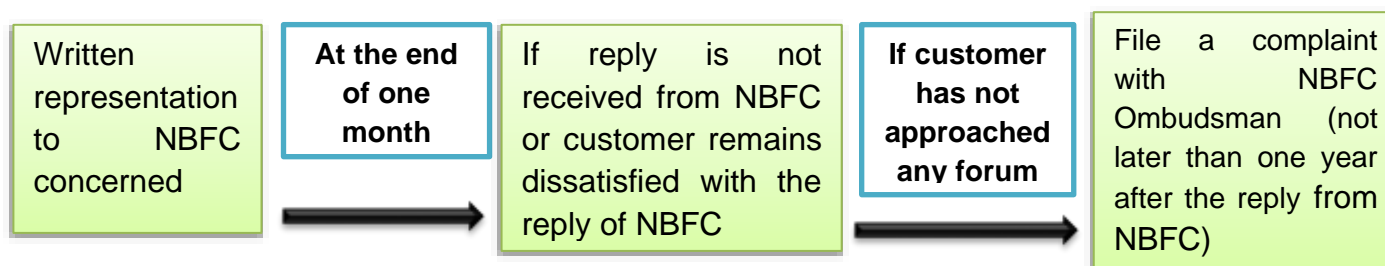 Written
representation
to NBFC
concerned
At the end
of one
month
If reply is not
received from NBFC
or customer remains
dissatisfied with the
reply of NBFC
If customer
has not
approached
any forum
File a complaint
with NBFC
Ombudsman (not
later than one year
after the reply from
NBFC)